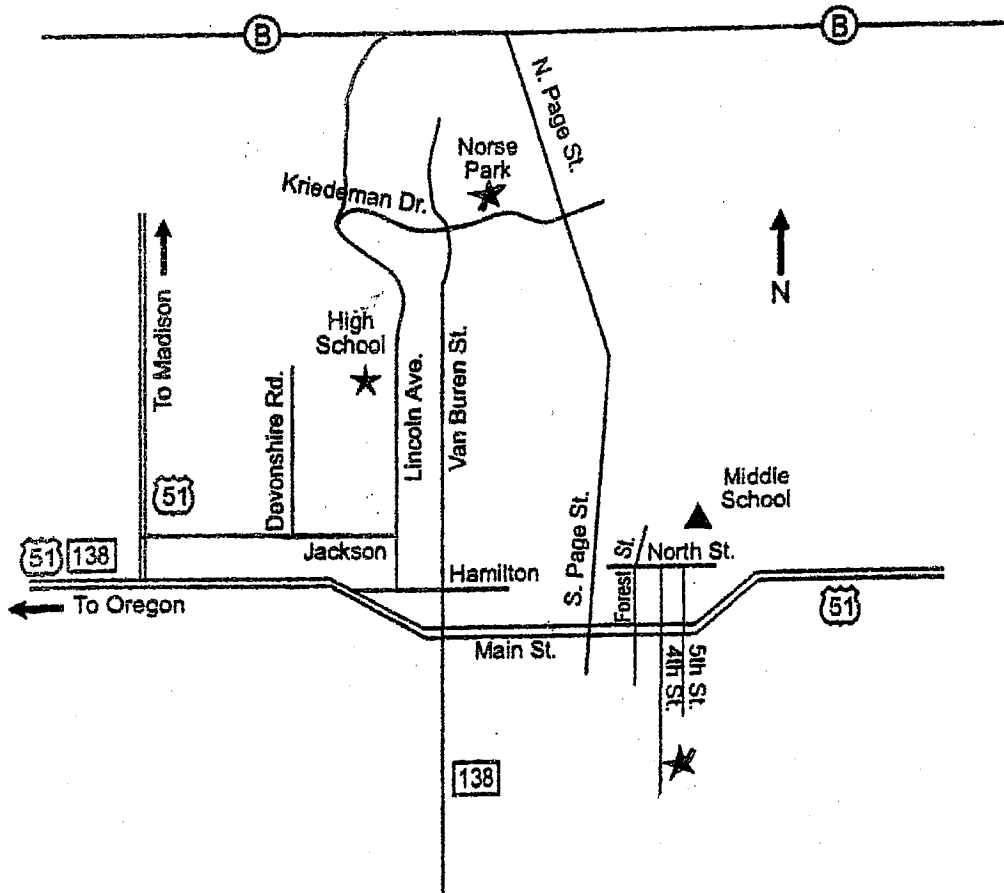 B
B
N. Page St.
Norse
Park
Kriedeman Dr.
To Madison
N
High
School
Devonshire Rd.
Lincoln Ave.
Van Buren St.
51
Middle
School
Jackson
S. Page St.
Forest St.
North St.
51 138
Hamilton
To Oregon
51
Main St.
4th St.
5th St.
138